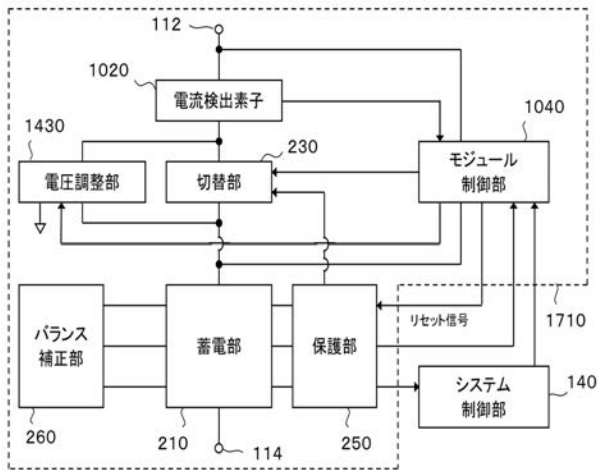 112
1020
電流検出素子
1430
230
1040
電圧調整部
切替部
モジュール
制御部
バランス
補正部
蓄電部
保護部
リセット信号
1710
システム
制御部
140
260
210
114
250